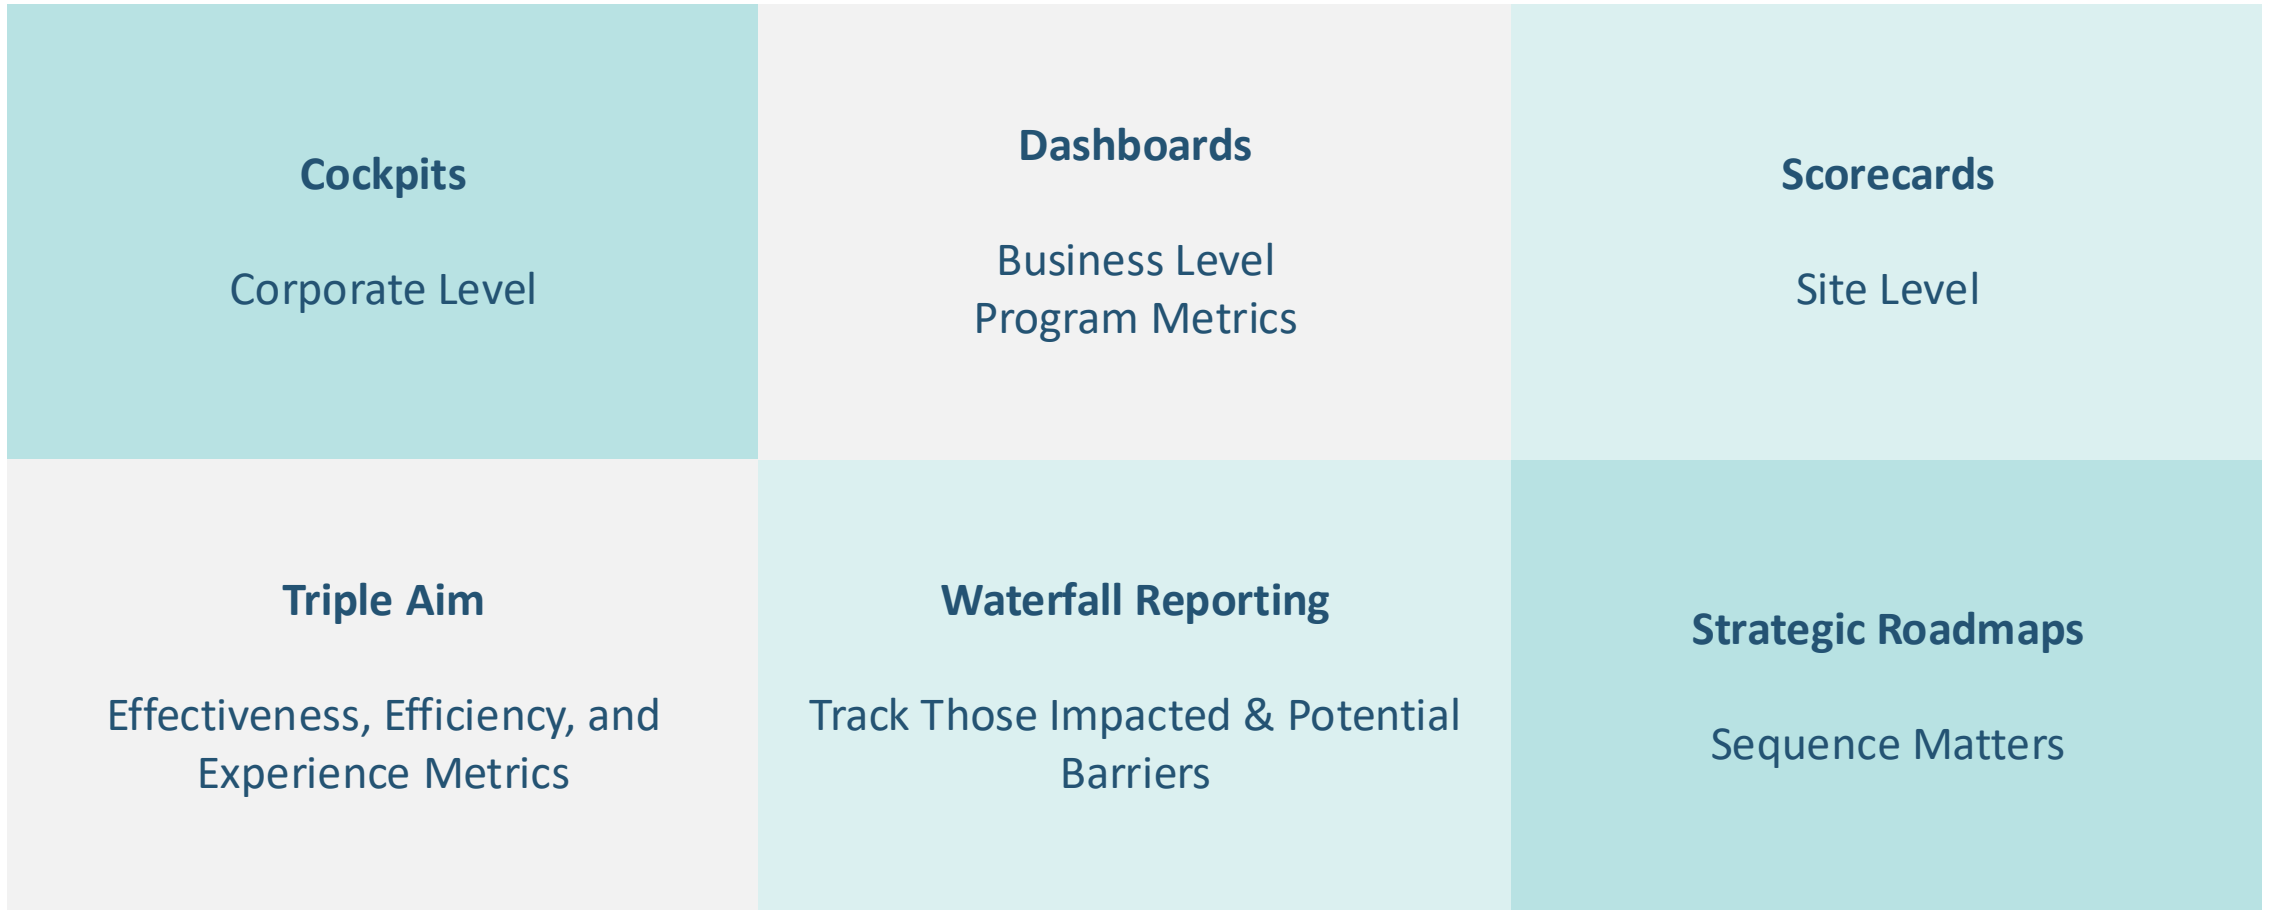 Cockpits
Corporate Level
Dashboards
Business Level
Program Metrics
Scorecards
Site Level
Triple Aim
Effectiveness, Efficiency, and
Experience Metrics
Waterfall Reporting
Track Those Impacted & Potential
Barriers
Strategic Roadmaps
Sequence Matters